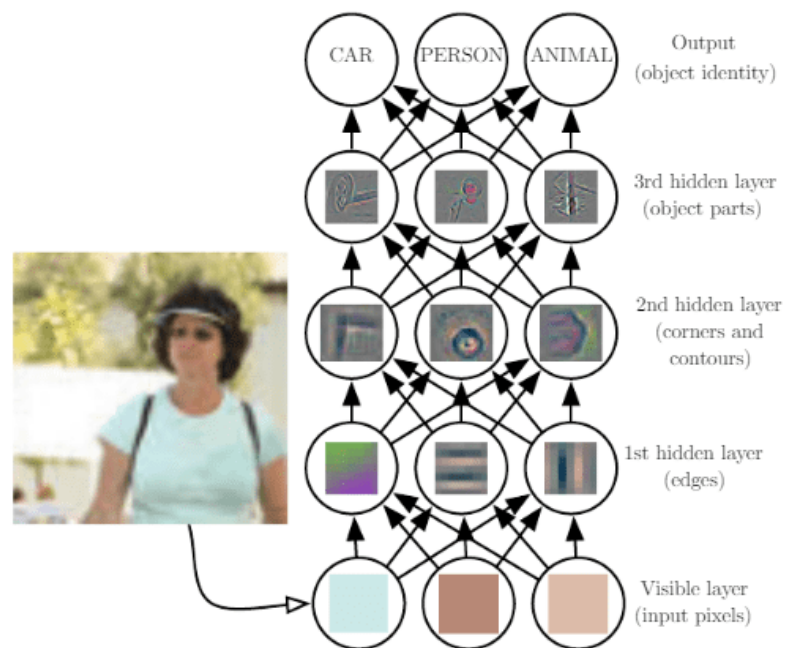 CAR
PERSON
ANIMAL
Output
(object identity)
3rd hidden layer
(object parts)
2nd hidden layer
(corners and
contours)
1st hidden layer
(edges)
Visible layer
(input pixels)